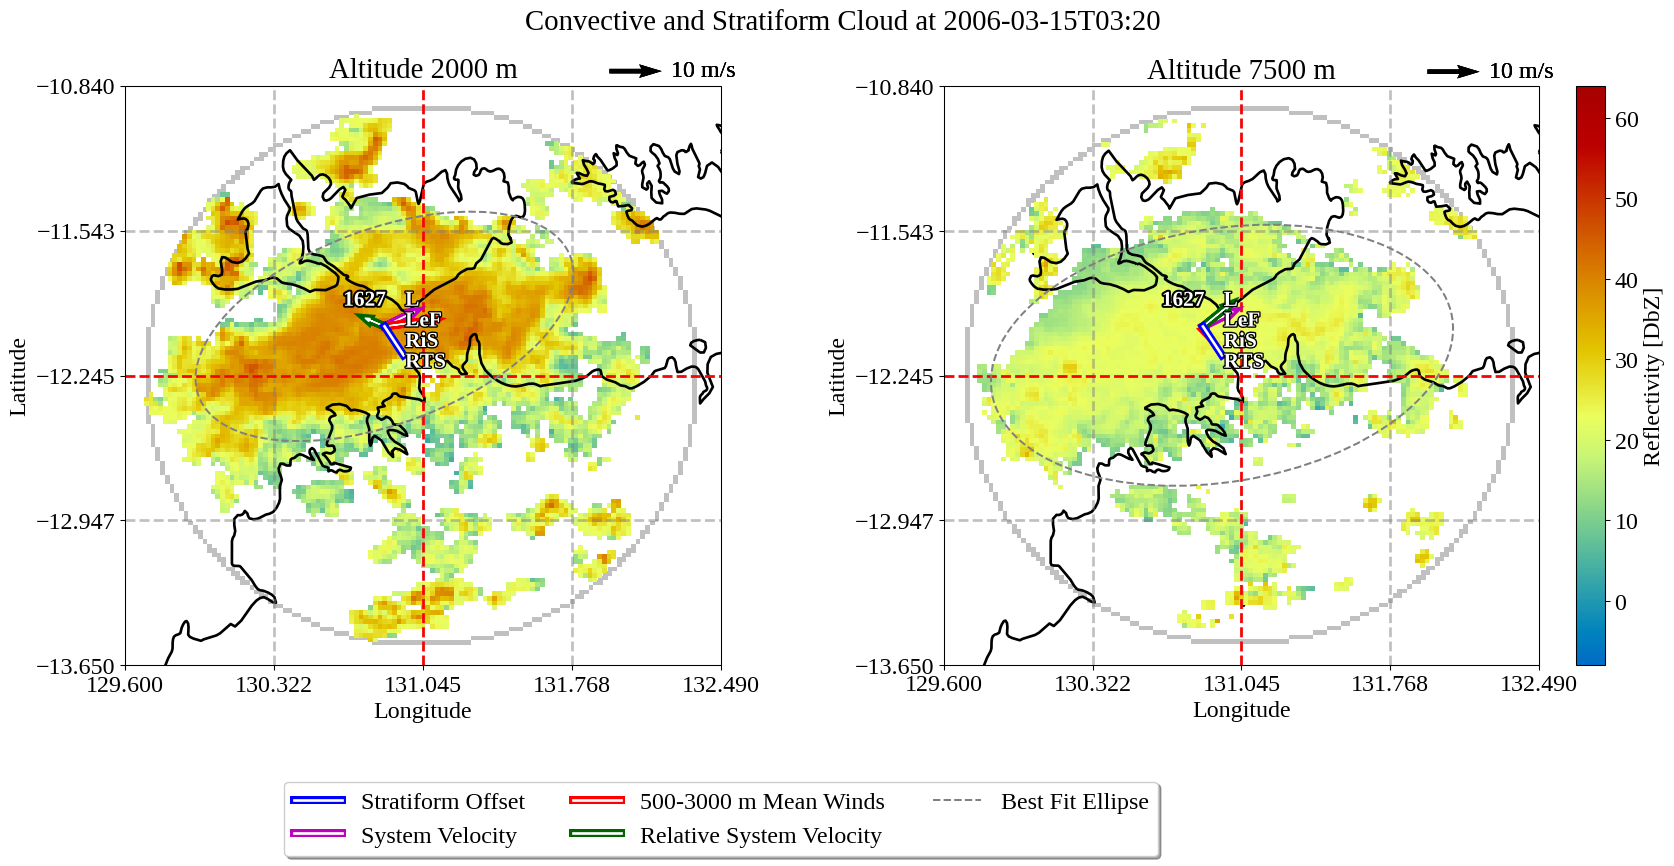 Convective and Stratiform Cloud at 2006-03-15T03:20
Altitude 2000 m
10 m/s
−10.840
−11.543
−12.245
−12.947
−13.650
Latitude
1627
L
LeF
RiS
RTS
129.600
130.322
131.045
131.768
132.490
Longitude
Altitude 7500 m
10 m/s
−10.840
−11.543
−12.245
−12.947
−13.650
Latitude
1627
L
LeF
RiS
RTS
129.600
130.322
131.045
131.768
132.490
Longitude
60
50
40
30
20
10
0
Reflectivity [DbZ]
Stratiform Offset
500-3000 m Mean Winds
Best Fit Ellipse
System Velocity
Relative System Velocity